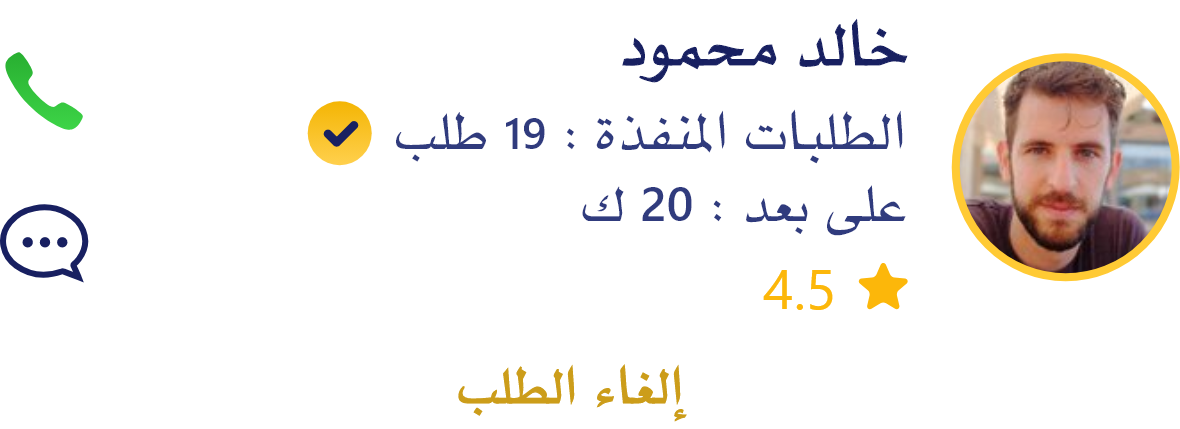 خالد محمود
الطلبات المنفذة : 19 طلب
على بعد : 20 ك
4.5
إلغاء الطلب